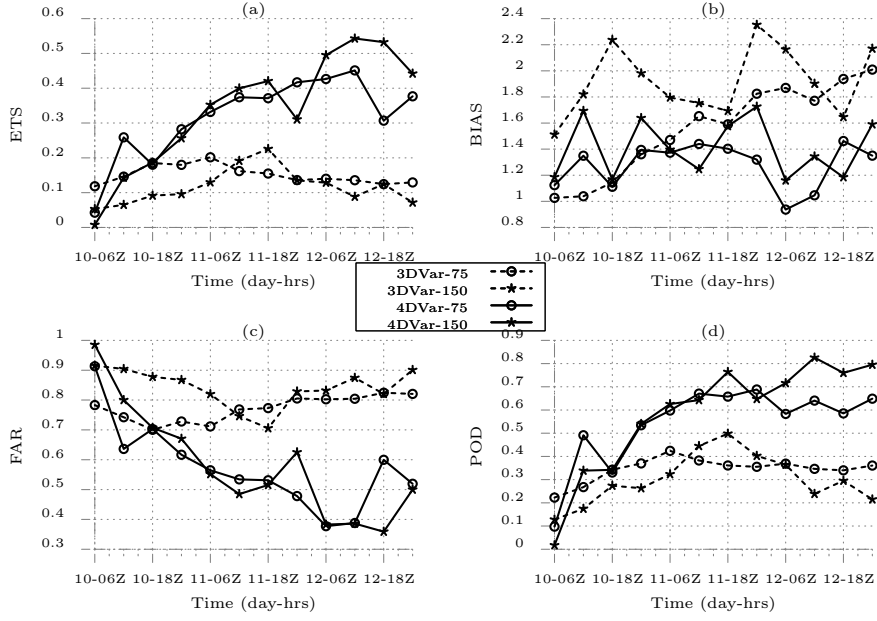 (a)
0.6
0.5
0.4
0.3
0.2
0.1
0
ETS
10-06Z 10-18Z 11-06Z 11-18Z 12-06Z 12-18Z
Time (day-hrs)
(b)
2.4
2.2
2
1.8
1.6
1.4
1.2
1
0.8
BIAS
10-06Z 10-18Z 11-06Z 11-18Z 12-06Z 12-18Z
Time (day-hrs)
3DVar-75
3DVar-150
4DVar-75
4DVar-150
(c)
1
0.9
0.8
0.7
0.6
0.5
0.4
0.3
FAR
10-06Z 10-18Z 11-06Z 11-18Z 12-06Z 12-18Z
Time (day-hrs)
(d)
0.9
0.8
0.7
0.6
0.5
0.4
0.3
0.2
0.1
0
POD
10-06Z 10-18Z 11-06Z 11-18Z 12-06Z 12-18Z
Time (day-hrs)